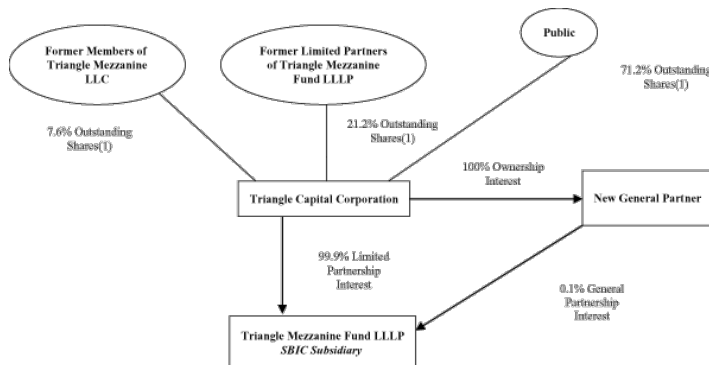 Former Members of
Triangle Mezzanine
LLC
Former Limited Partners
of Triangle Mezzanine
Fund LLLP
Public
7.6% Outstanding
Shares(1)
21.2% Outstanding
Shares(1)
71.2% Outstanding
Shares(1)
Triangle Capital Corporation
100% Ownership
Interest
New General Partner
99.9% Limited
Partnership
Interest
0.1% General
Partnership
Interest
Triangle Mezzanine Fund LLLP
SBIC Subsidiary